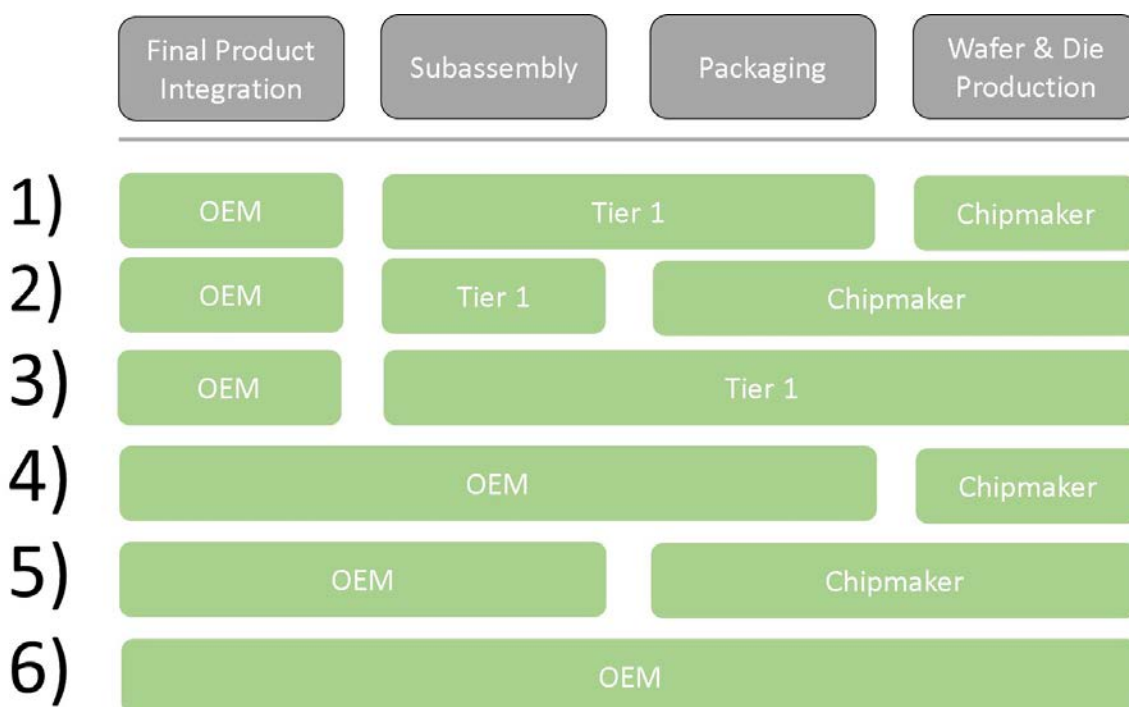 Final Product
Integration
Subassembly
Packaging
Wafer & Die
Production
1)
OEM
Tier 1
Chipmaker
2)
OEM
Tier 1
Chipmaker
3)
OEM
Tier 1
4)
OEM
Chipmaker
5)
OEM
Chipmaker
6)
OEM